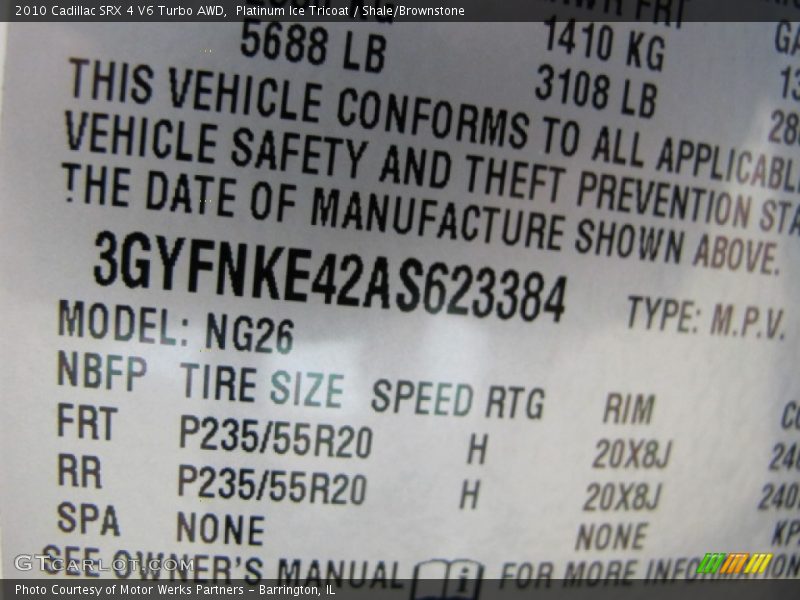 2010 Cadillac SRX 4 V6 Turbo AWD,  Platinum Ice Tricoat / Shale/Brownstone
5688 LB 1410 KG
3108 LB
THIS VEHICLE CONFORMS TO ALL APPLICABL
VEHICLE SAFETY AND THEFT PREVENTION STA
THE DATE OF MANUFACTURE SHOWN ABOVE.
3GYFNKE42AS623384 TYPE: M.P.V.
MODEL: NG26
NBFP TIRE SIZE SPEED RTG RIM
FRT P235/55R20 H 20X8J
RR P235/55R20 H 20X8J
SPA NONE NONE
SEE OWNER'S MANUAL FOR MORE INFORMATION
GTcarlot.com
Photo Courtesy of Motor Werks Partners - Barrington, IL